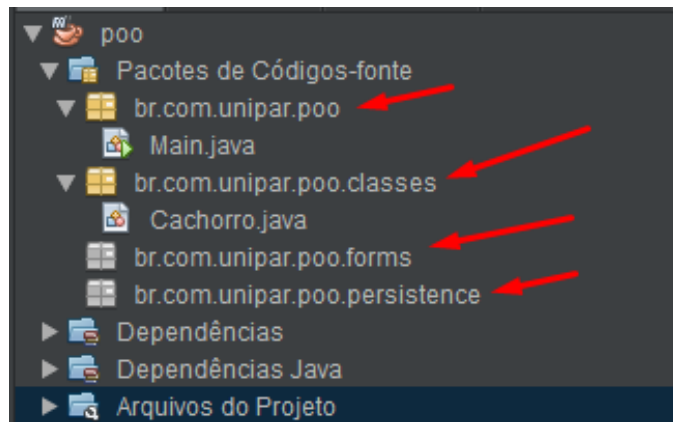 poo
Pacotes de Códigos-fonte
br.com.unipar.poo
Main.java
br.com.unipar.poo.classes
Cachorro.java
br.com.unipar.poo.forms
br.com.unipar.poo.persistence
Dependências
Dependências Java
Arquivos do Projeto